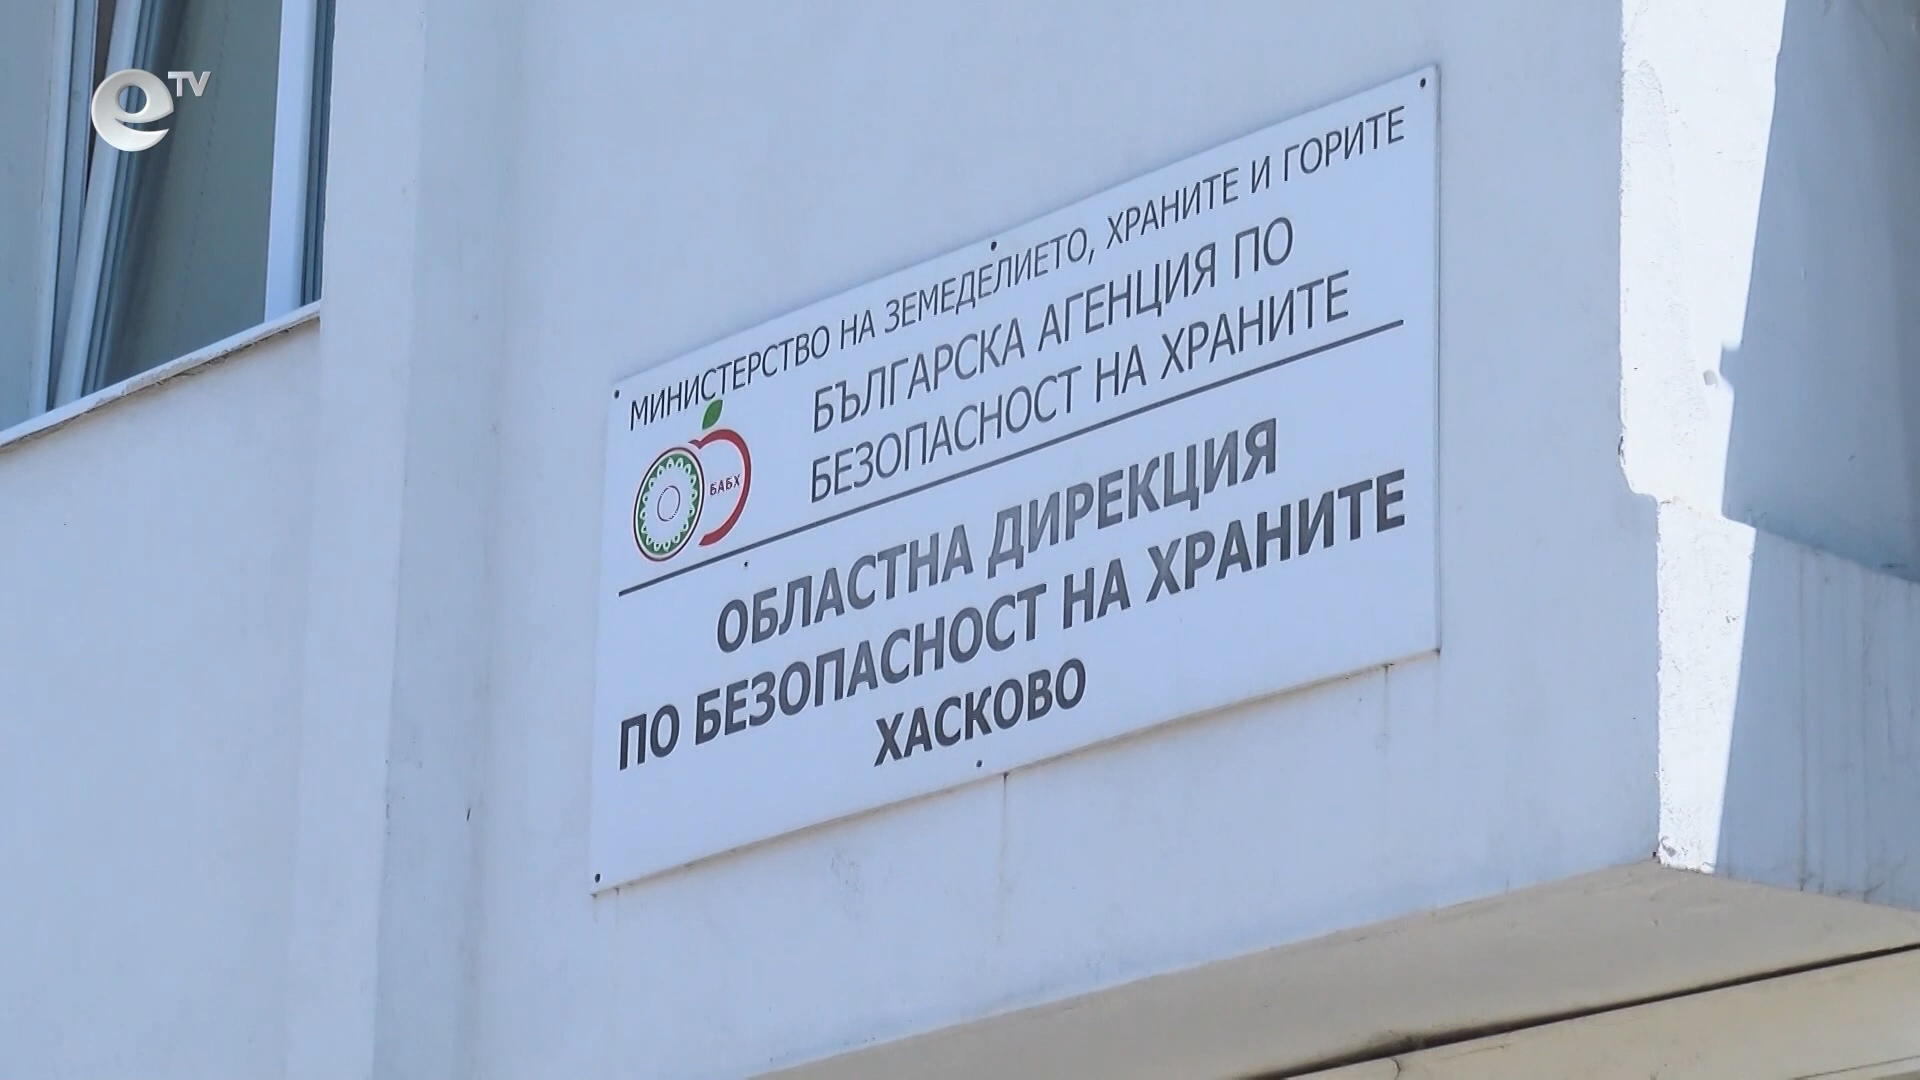 e TV
МИНИСТЕРСТВО НА ЗЕМЕДЕЛИЕТО, ХРАНИТЕ И ГОРИТЕ
БЪЛГАРСКА АГЕНЦИЯ ПО
БЕЗОПАСНОСТ НА ХРАНИТЕ
БАБХ
ОБЛАСТНА ДИРЕКЦИЯ
ПО БЕЗОПАСНОСТ НА ХРАНИТЕ
ХАСКОВО